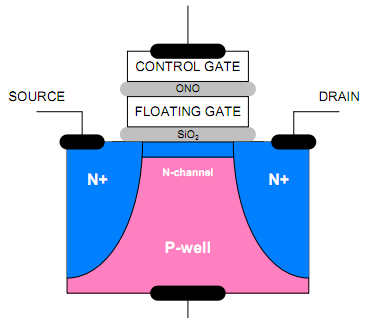 CONTROL GATE
ONO
SOURCE
FLOATING GATE
DRAIN
SiO₂
N+
N-channel
N+
P-well